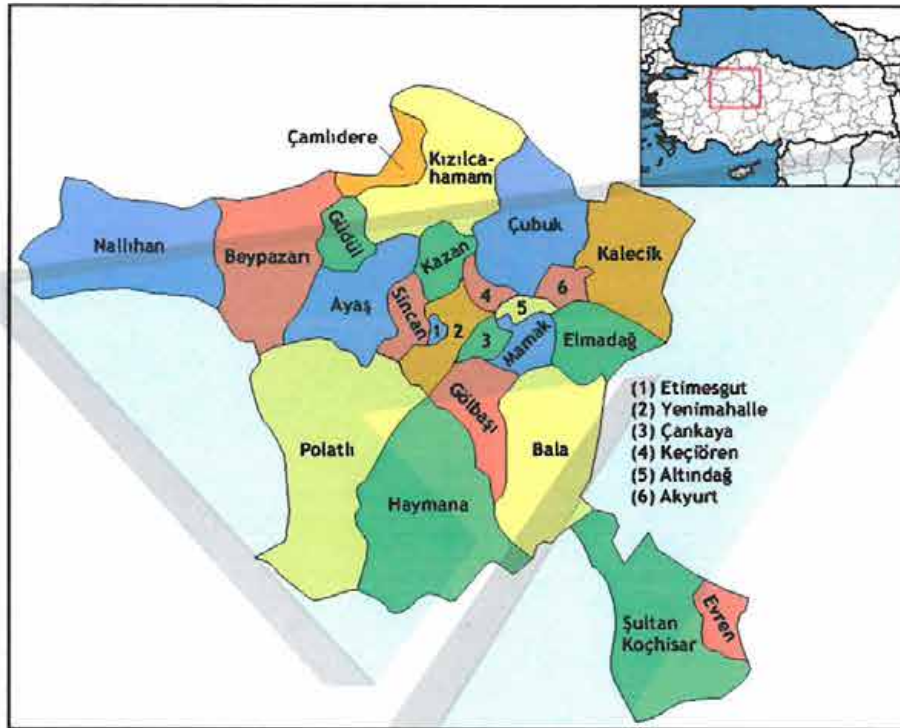 Çamlıdere
Kızılca-
hamam
Nallıhan
Beypazarı
Güdül
Kazan
Çubuk
Kalecik
Ayaş
Sincan
1
2
3
4
5
6
Mamak
Elmadağ
Gölbaşı
Polatlı
Haymana
Bala
(1) Etimesgut
(2) Yenimahalle
(3) Çankaya
(4) Keçiören
(5) Altındağ
(6) Akyurt
Şultan
Koçhisar
Evren